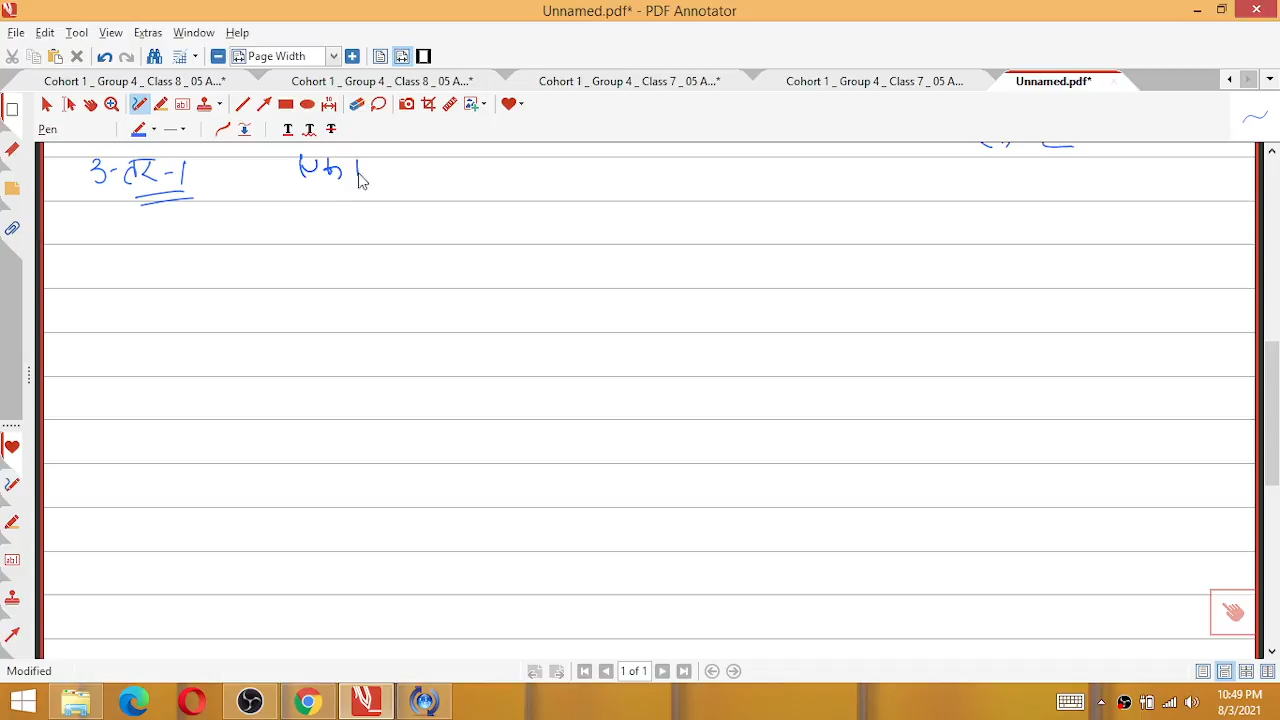 Unnamed.pdf* - PDF Annotator
File Edit Tool View Extras Window Help
Page Width
Cohort 1 _ Group 4 _ Class 8 _ 05 A...* Cohort 1 _ Group 4 _ Class 8 _ 05 A...* Cohort 1 _ Group 4 _ Class 7 _ 05 A...* Cohort 1 _ Group 4 _ Class 7 _ 05 A... Unnamed.pdf*
Pen
3-
-1
1 of 1
Modified
10:49 PM
8/3/2021